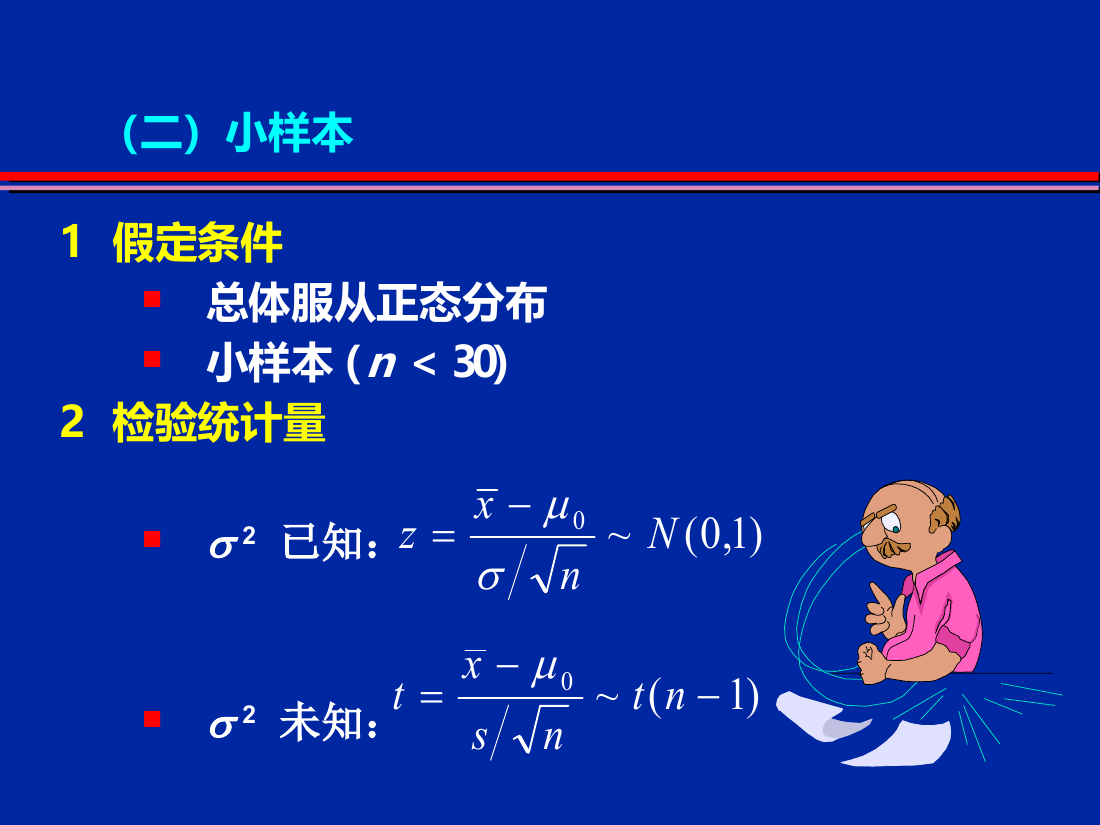 （二）小样本
1 假定条件
总体服从正态分布
小样本 (n < 30)
2 检验统计量
σ² 已知：z = (x̄ − μ₀) / (σ/√n) ~ N(0,1)
σ² 未知：t = (x̄ − μ₀) / (s/√n) ~ t(n − 1)